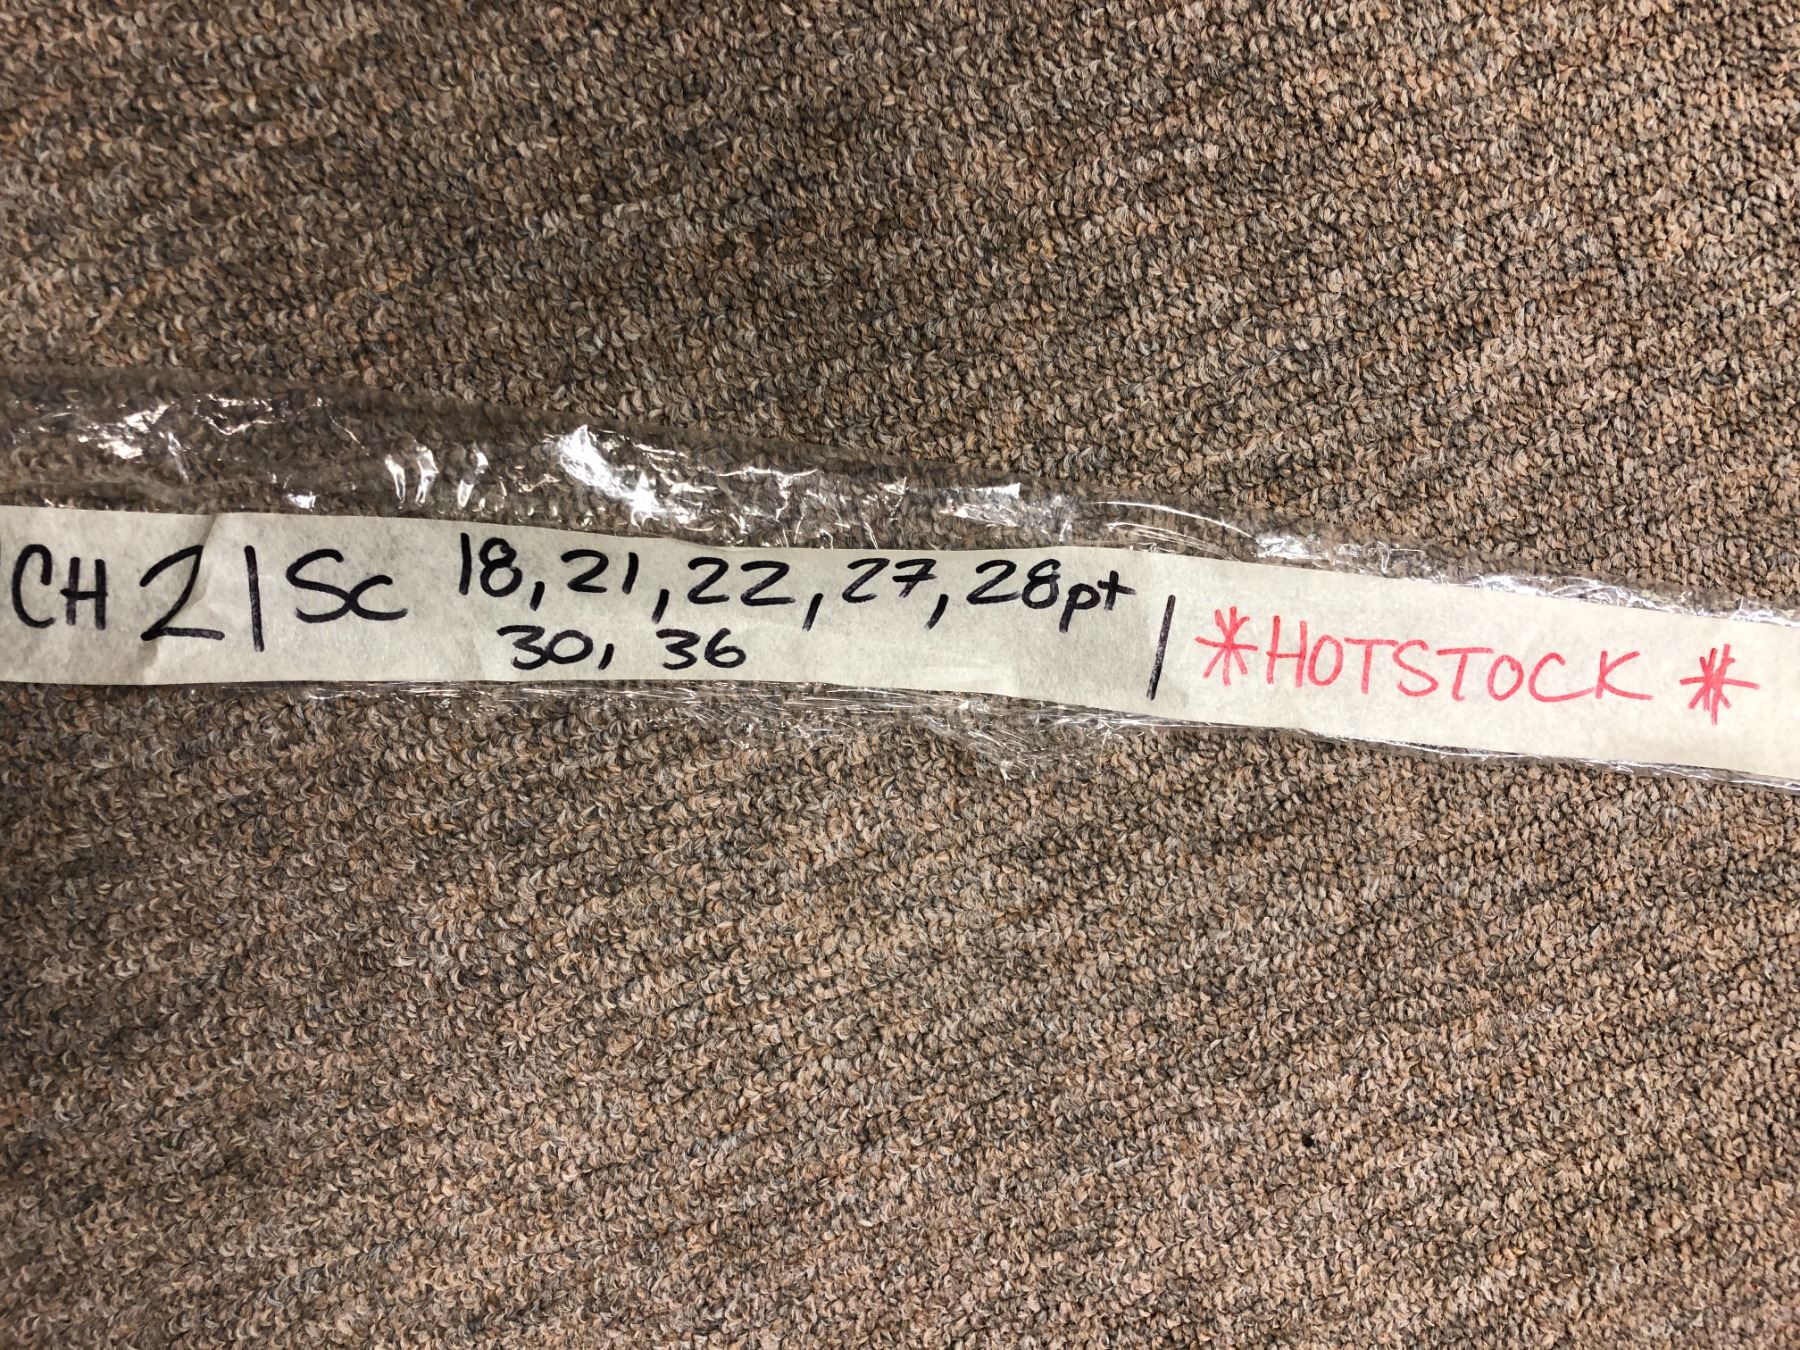 CH 2 | Sc 18, 21, 22, 27, 28pt | *HOTSTOCK*
30, 36